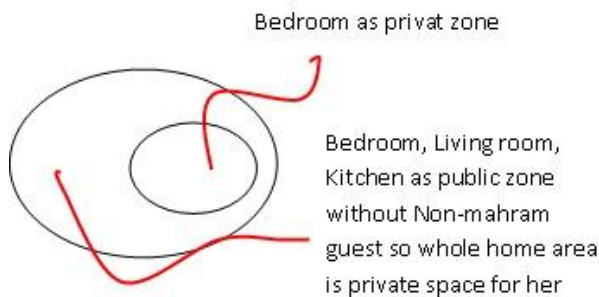 Bedroom as privat zone
Bedroom, Living room,
Kitchen as public zone
without Non-mahram
guest so whole home area
is private space for her